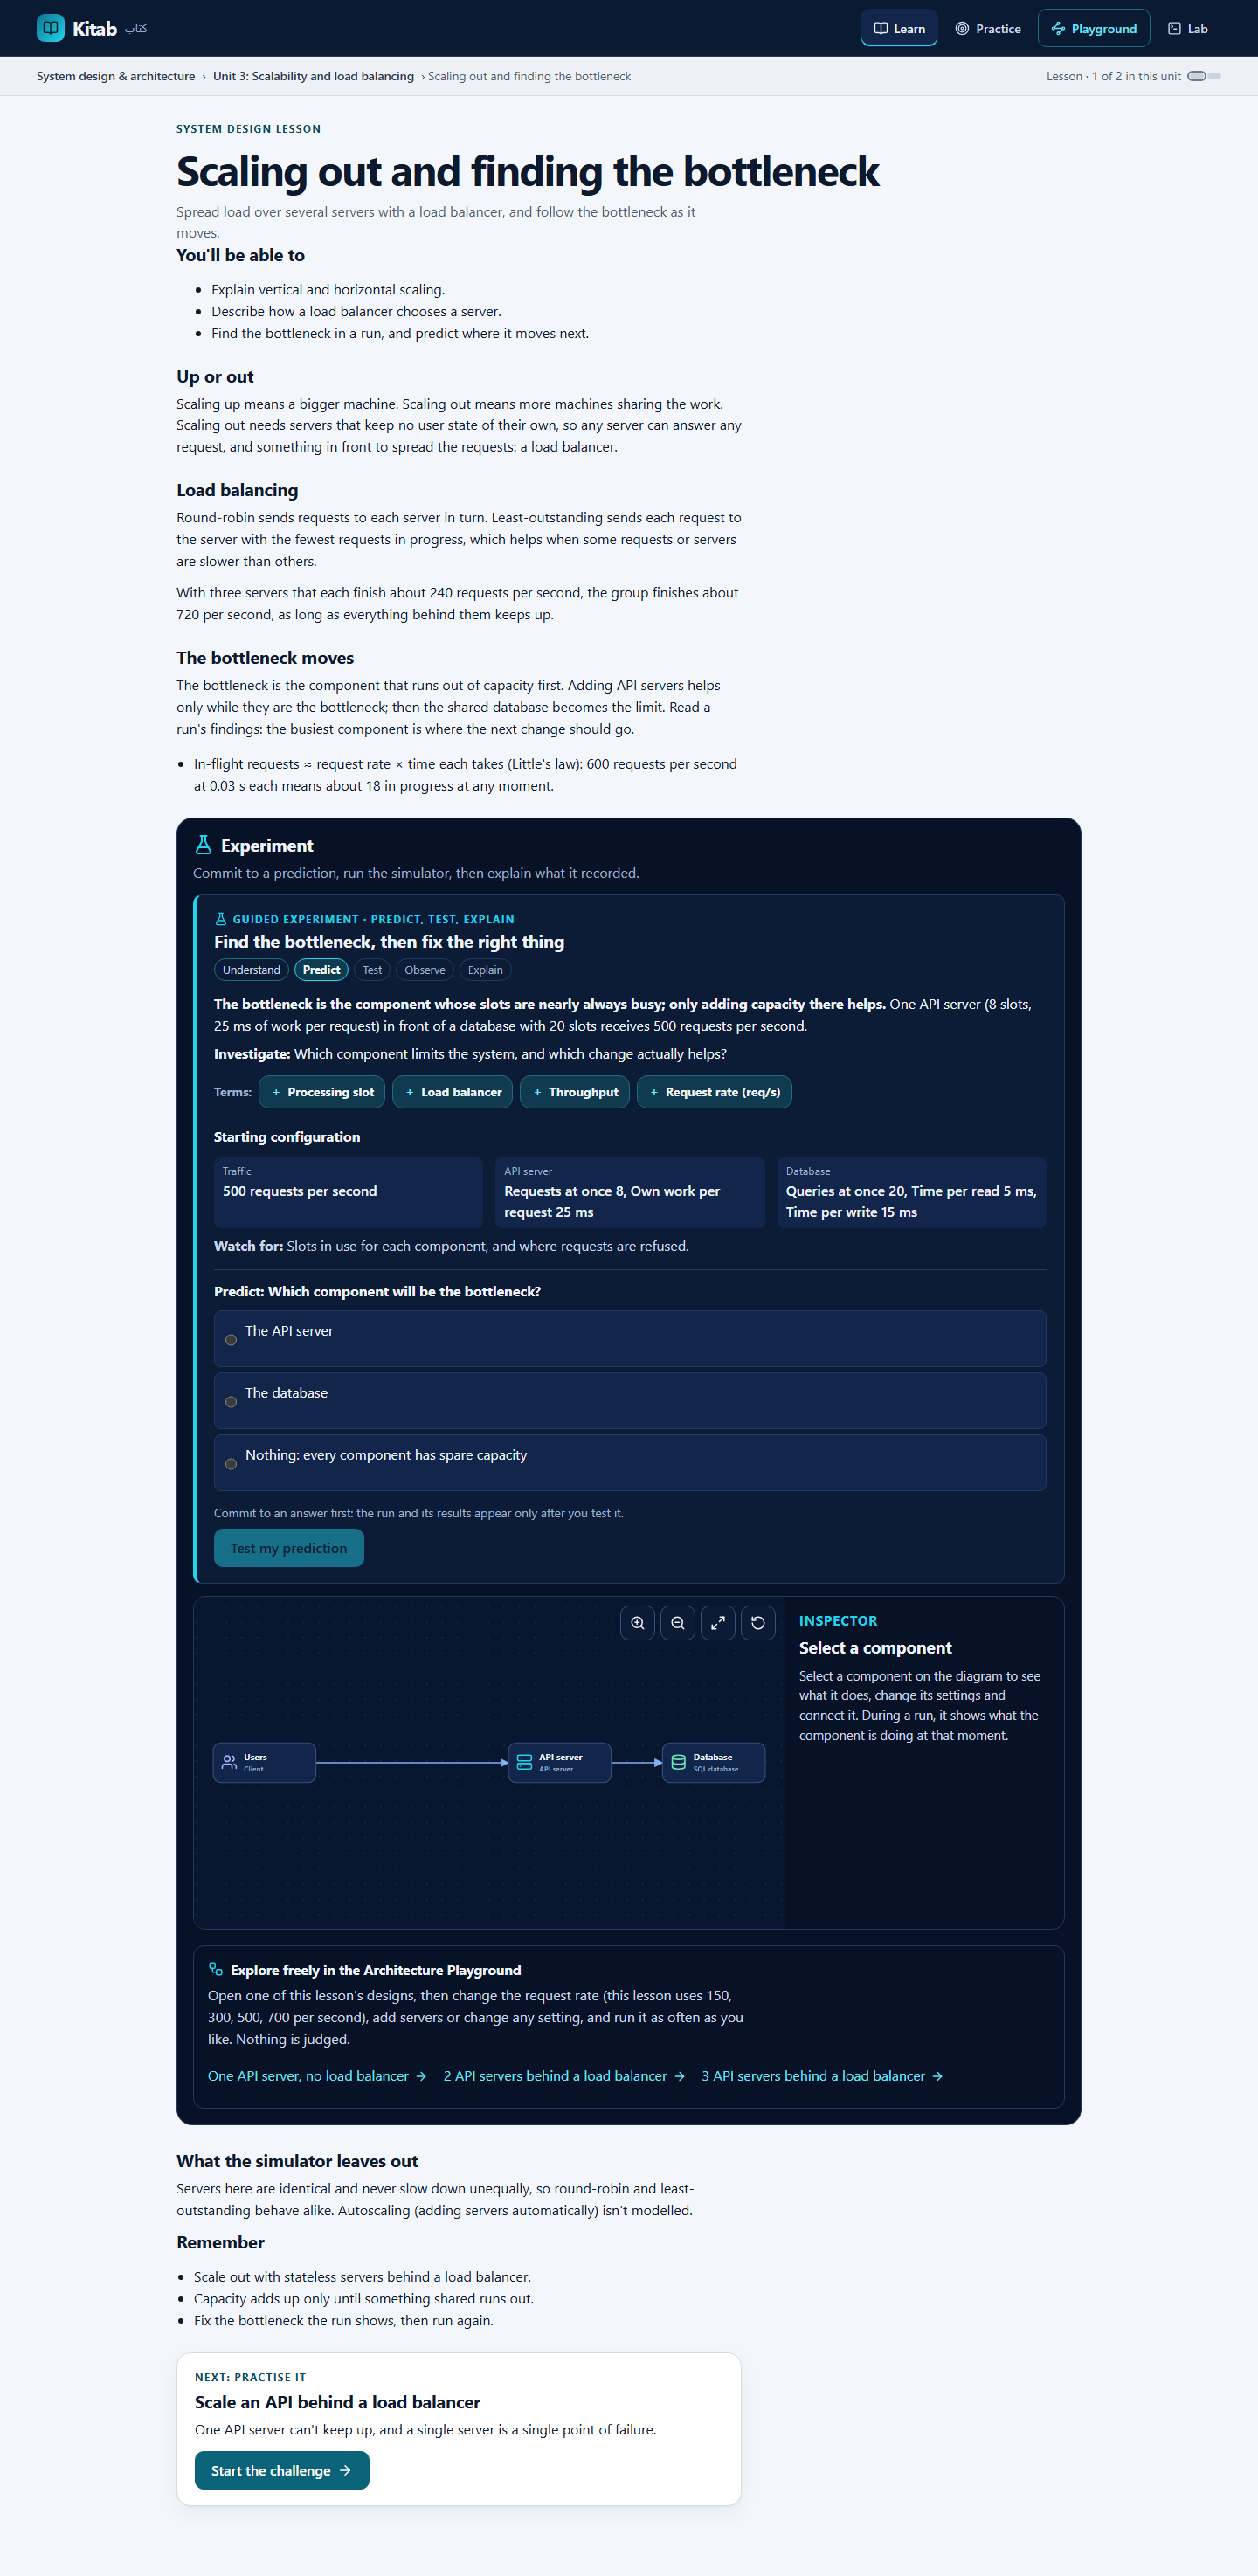 Kitab كتاب
Learn
Practice
Playground
Lab
System design & architecture › Unit 3: Scalability and load balancing › Scaling out and finding the bottleneck
Lesson · 1 of 2 in this unit
SYSTEM DESIGN LESSON
Scaling out and finding the bottleneck
Spread load over several servers with a load balancer, and follow the bottleneck as it
moves.
You'll be able to
• Explain vertical and horizontal scaling.
• Describe how a load balancer chooses a server.
• Find the bottleneck in a run, and predict where it moves next.
Up or out
Scaling up means a bigger machine. Scaling out means more machines sharing the work.
Scaling out needs servers that keep no user state of their own, so any server can answer any
request, and something in front to spread the requests: a load balancer.
Load balancing
Round-robin sends requests to each server in turn. Least-outstanding sends each request to
the server with the fewest requests in progress, which helps when some requests or servers
are slower than others.
With three servers that each finish about 240 requests per second, the group finishes about
720 per second, as long as everything behind them keeps up.
The bottleneck moves
The bottleneck is the component that runs out of capacity first. Adding API servers helps
only while they are the bottleneck; then the shared database becomes the limit. Read a
run's findings: the busiest component is where the next change should go.
• In-flight requests ≈ request rate × time each takes (Little's law): 600 requests per second
at 0.03 s each means about 18 in progress at any moment.
Experiment
Commit to a prediction, run the simulator, then explain what it recorded.
GUIDED EXPERIMENT · PREDICT, TEST, EXPLAIN
Find the bottleneck, then fix the right thing
Understand
Predict
Test
Observe
Explain
The bottleneck is the component whose slots are nearly always busy; only adding capacity there helps. One API server (8 slots,
25 ms of work per request) in front of a database with 20 slots receives 500 requests per second.
Investigate: Which component limits the system, and which change actually helps?
Terms:
+ Processing slot
+ Load balancer
+ Throughput
+ Request rate (req/s)
Starting configuration
Traffic
500 requests per second
API server
Requests at once 8, Own work per
request 25 ms
Database
Queries at once 20, Time per read 5 ms,
Time per write 15 ms
Watch for: Slots in use for each component, and where requests are refused.
Predict: Which component will be the bottleneck?
The API server
The database
Nothing: every component has spare capacity
Commit to an answer first: the run and its results appear only after you test it.
Test my prediction
Users
Client
API server
API server
Database
SQL database
INSPECTOR
Select a component
Select a component on the diagram to see
what it does, change its settings and
connect it. During a run, it shows what the
component is doing at that moment.
Explore freely in the Architecture Playground
Open one of this lesson's designs, then change the request rate (this lesson uses 150,
300, 500, 700 per second), add servers or change any setting, and run it as often as you
like. Nothing is judged.
One API server, no load balancer →
2 API servers behind a load balancer →
3 API servers behind a load balancer →
What the simulator leaves out
Servers here are identical and never slow down unequally, so round-robin and least-
outstanding behave alike. Autoscaling (adding servers automatically) isn't modelled.
Remember
• Scale out with stateless servers behind a load balancer.
• Capacity adds up only until something shared runs out.
• Fix the bottleneck the run shows, then run again.
NEXT: PRACTISE IT
Scale an API behind a load balancer
One API server can't keep up, and a single server is a single point of failure.
Start the challenge →